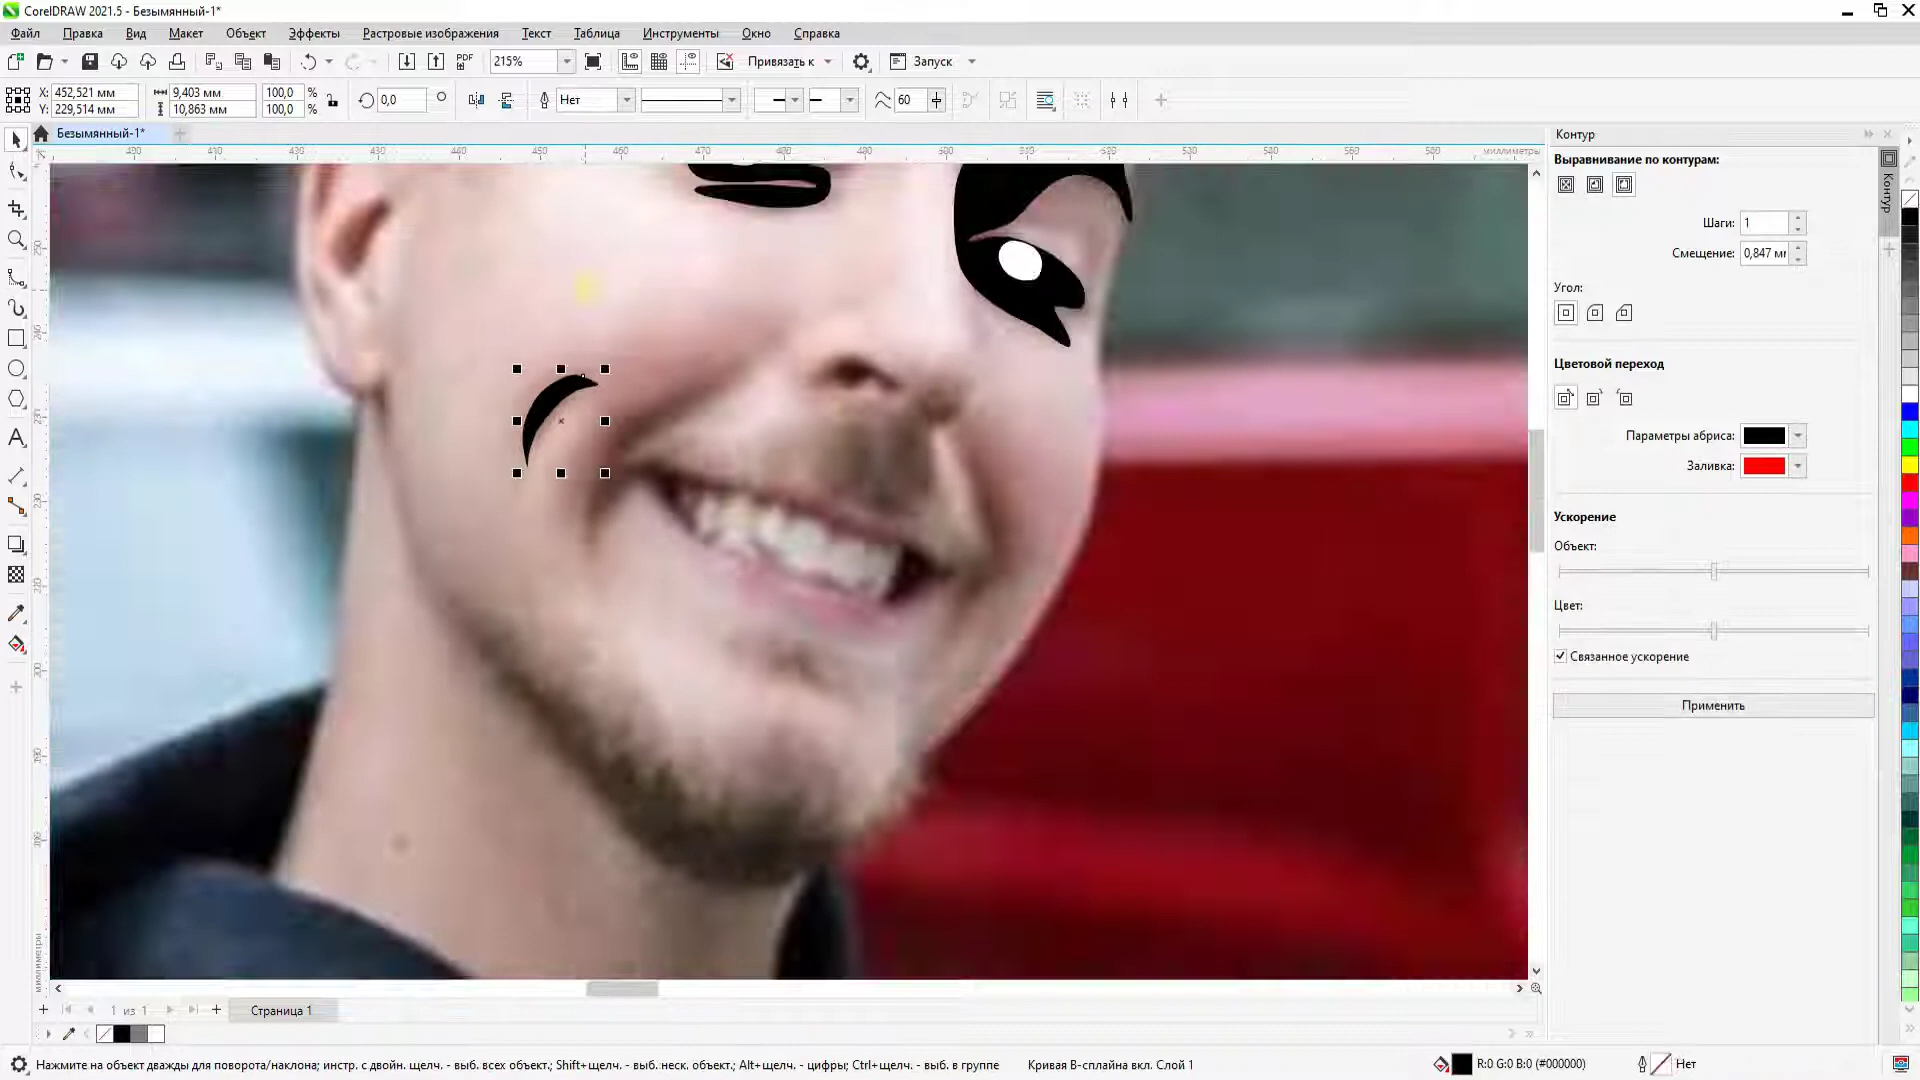 CorelDRAW 2021.5 - Безымянный-1*
Файл Правка Вид Макет Объект Эффекты Растровые изображения Текст Таблица Инструменты Окно Справка
PDF 215% Привязать к Запуск
X: 452,521 мм 9,403 мм 100,0 % 0,0 ° Нет 60
Y: 229,514 мм 10,863 мм 100,0 %
Безымянный-1*
миллиметры
Контур
Выравнивание по контурам:
Контур
Шаги: 1
Смещение: 0,847 мм
Угол:
Цветовой переход
Параметры абриса:
Заливка:
Ускорение
Объект:
Цвет:
Связанное ускорение
Применить
миллиметры
1 из 1 Страница 1
Нажмите на объект дважды для поворота/наклона; инстр. с двойн. щелч. - выб. всех объект.; Shift+щелч. - выб. неск. объект.; Alt+щелч. - цифры; Ctrl+щелч. - выб. в группе Кривая B-сплайна вкл. Слой 1 R:0 G:0 B:0 (#000000) Нет